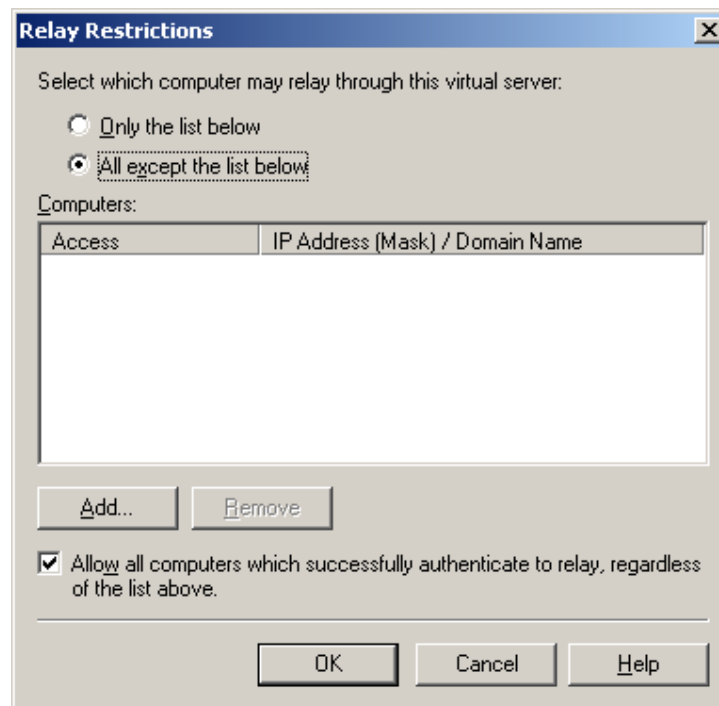 Relay Restrictions
Select which computer may relay through this virtual server:
Only the list below
All except the list below
Computers:
Access IP Address (Mask) / Domain Name
Add... Remove
Allow all computers which successfully authenticate to relay, regardless
of the list above.
OK Cancel Help